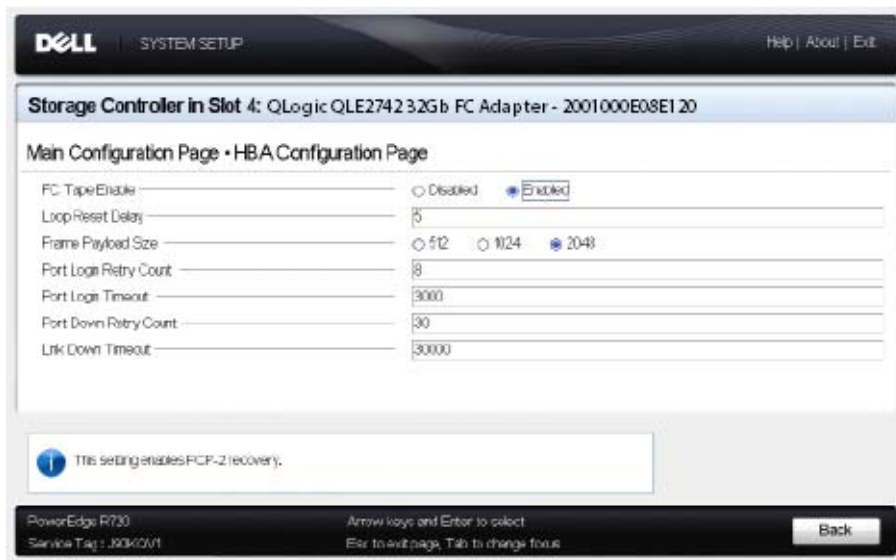 DELL SYSTEM SETUP Help | About | Exit
Storage Controller in Slot 4: QLogic QLE2742 32Gb FC Adapter - 2001000E08E120
Main Configuration Page • HBA Configuration Page
FC Tape Enable Disabled Enabled
Loop Reset Delay 5
Frame Payload Size 512 1024 2048
Port Login Retry Count 8
Port Login Timeout 3000
Port Down Retry Count 30
Link Down Timeout 30000
This setting enables FCP-2 recovery.
PowerEdge R730 Arrow keys and Enter to select
Service Tag : Esc to exit page, Tab to change focus
Back